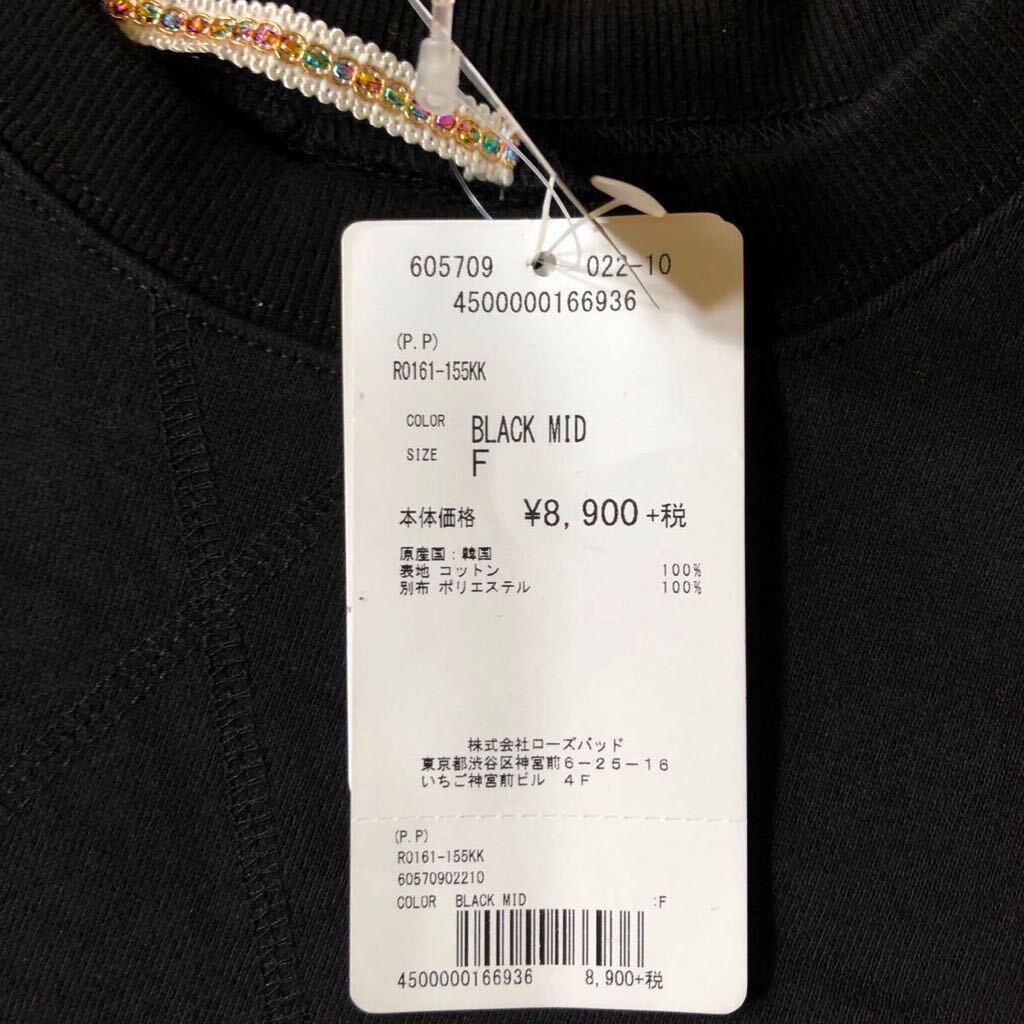 605709 022-10
4500000166936
(P.P)
R0161-155KK
COLOR BLACK MID
SIZE F
本体価格 ¥8,900+税
原産国:韓国
表地 コットン 100%
別布 ポリエステル 100%
株式会社ローズバッド
東京都渋谷区神宮前6-25-16
いちご神宮前ビル 4F
(P.P)
R0161-155KK
60570902210
COLOR BLACK MID :F
4500000166936 8,900+税